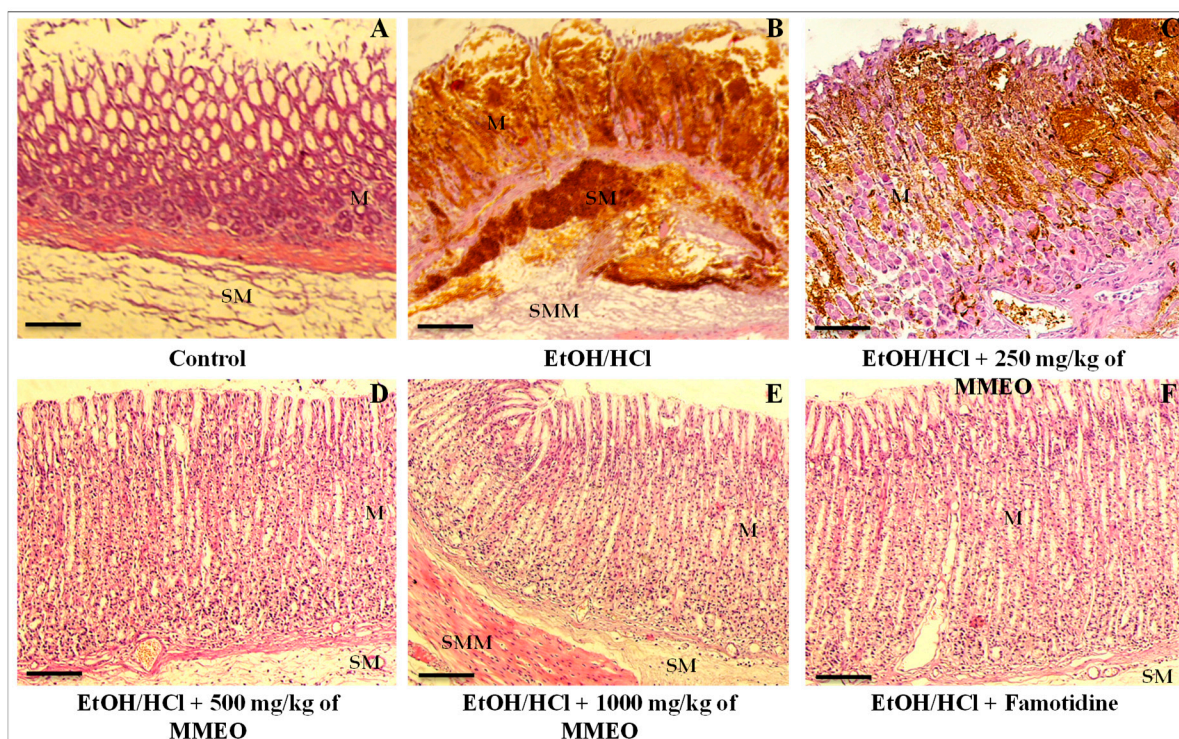 A
M
SM
Control
B
M
SM
SMM
EtOH/HCl
C
M
EtOH/HCl + 250 mg/kg of
MMEO
D
M
SM
EtOH/HCl + 500 mg/kg of
MMEO
E
M
SMM
SM
EtOH/HCl + 1000 mg/kg of
MMEO
F
M
SM
EtOH/HCl + Famotidine